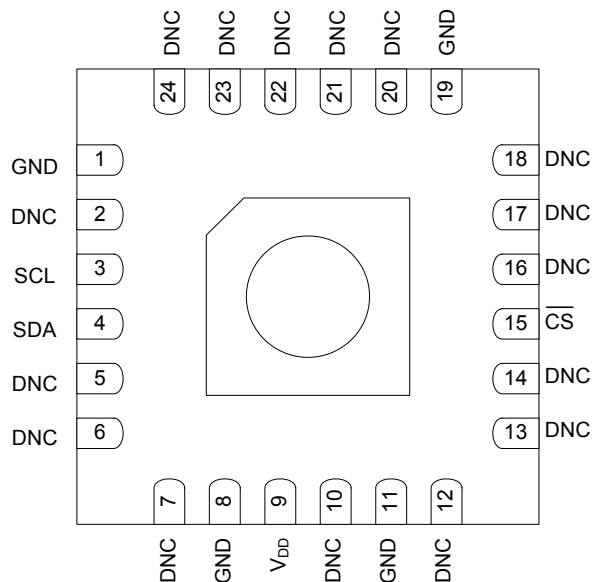 DNC DNC DNC DNC DNC GND
24 23 22 21 20 19
GND 1 18 DNC
DNC 2 17 DNC
SCL 3 16 DNC
SDA 4 15 C̅S̅
DNC 5 14 DNC
DNC 6 13 DNC
7 8 9 10 11 12
DNC GND VDD DNC GND DNC